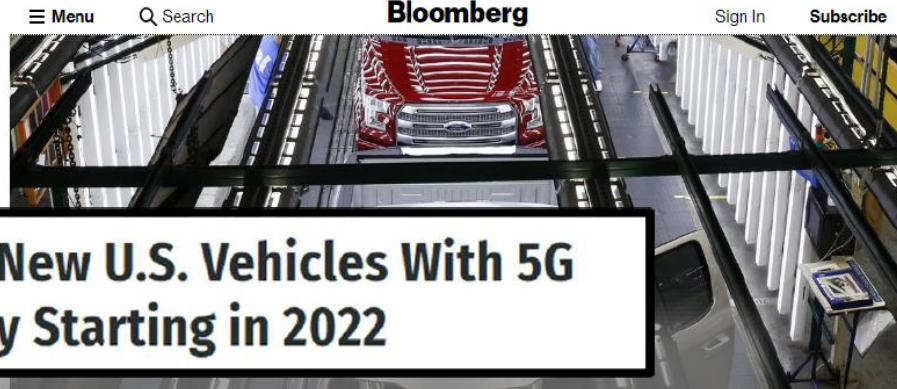 Menu Search Bloomberg Sign In Subscribe
New U.S. Vehicles With 5G
y Starting in 2022